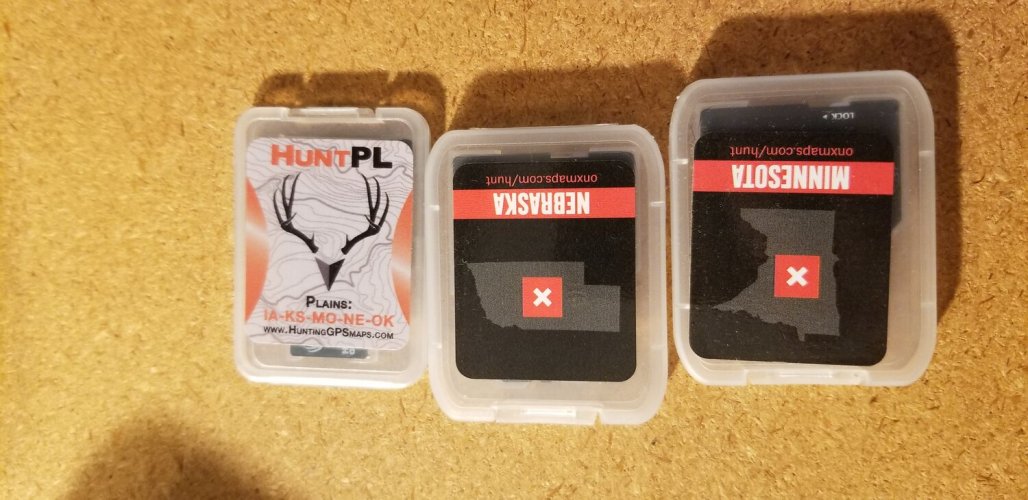 HUNTPL
PLAINS:
IA-KS-MO-NE-OK
WWW.HUNTINGGPSMAPS.COM
onxmaps.com/hunt
NEBRASKA
onxmaps.com/hunt
MINNESOTA
LOCK